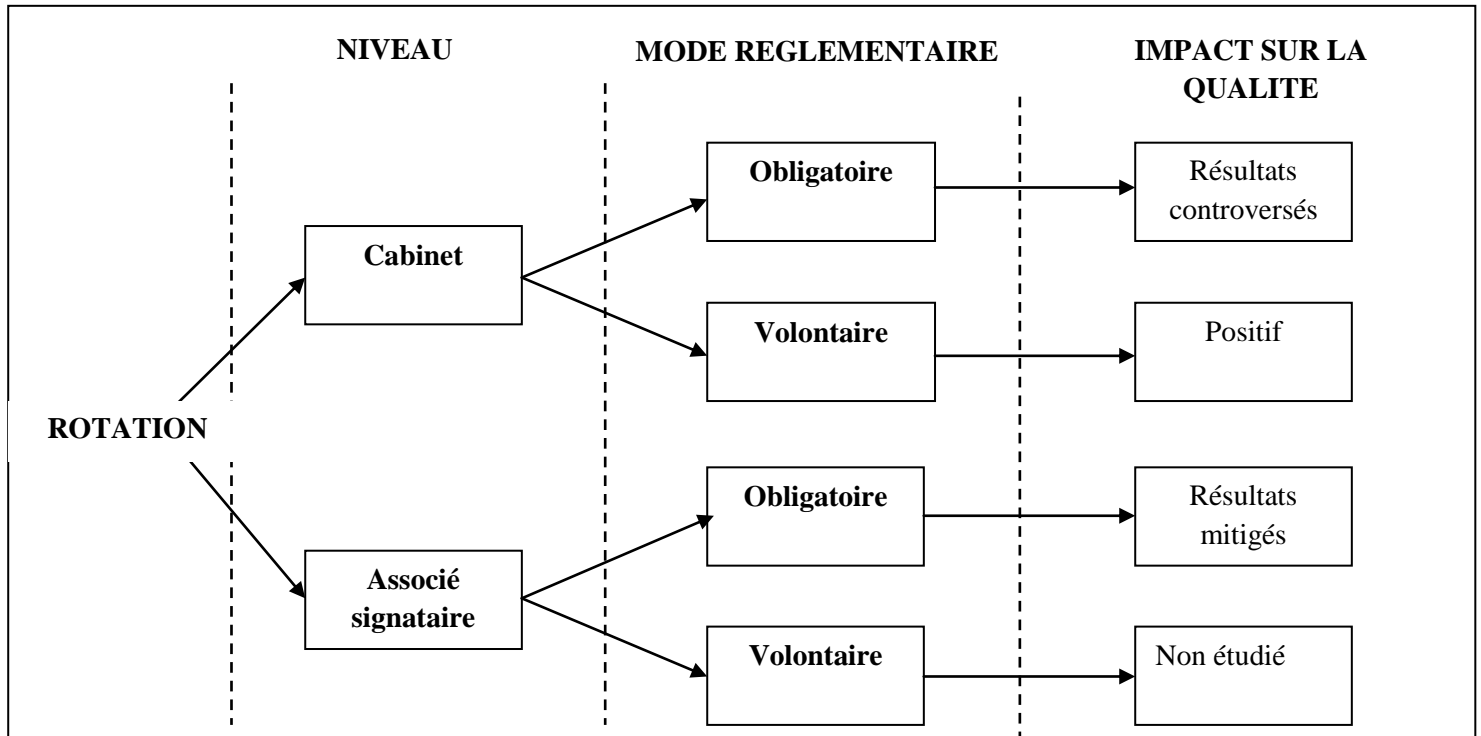 NIVEAU
MODE REGLEMENTAIRE
IMPACT SUR LA
QUALITE
ROTATION
Cabinet
Obligatoire
Résultats
controversés
Volontaire
Positif
Associé
signataire
Obligatoire
Résultats
mitigés
Volontaire
Non étudié